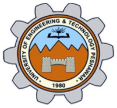 UNIVERSITY OF ENGINEERING & TECHNOLOGY PESHAWAR
1980